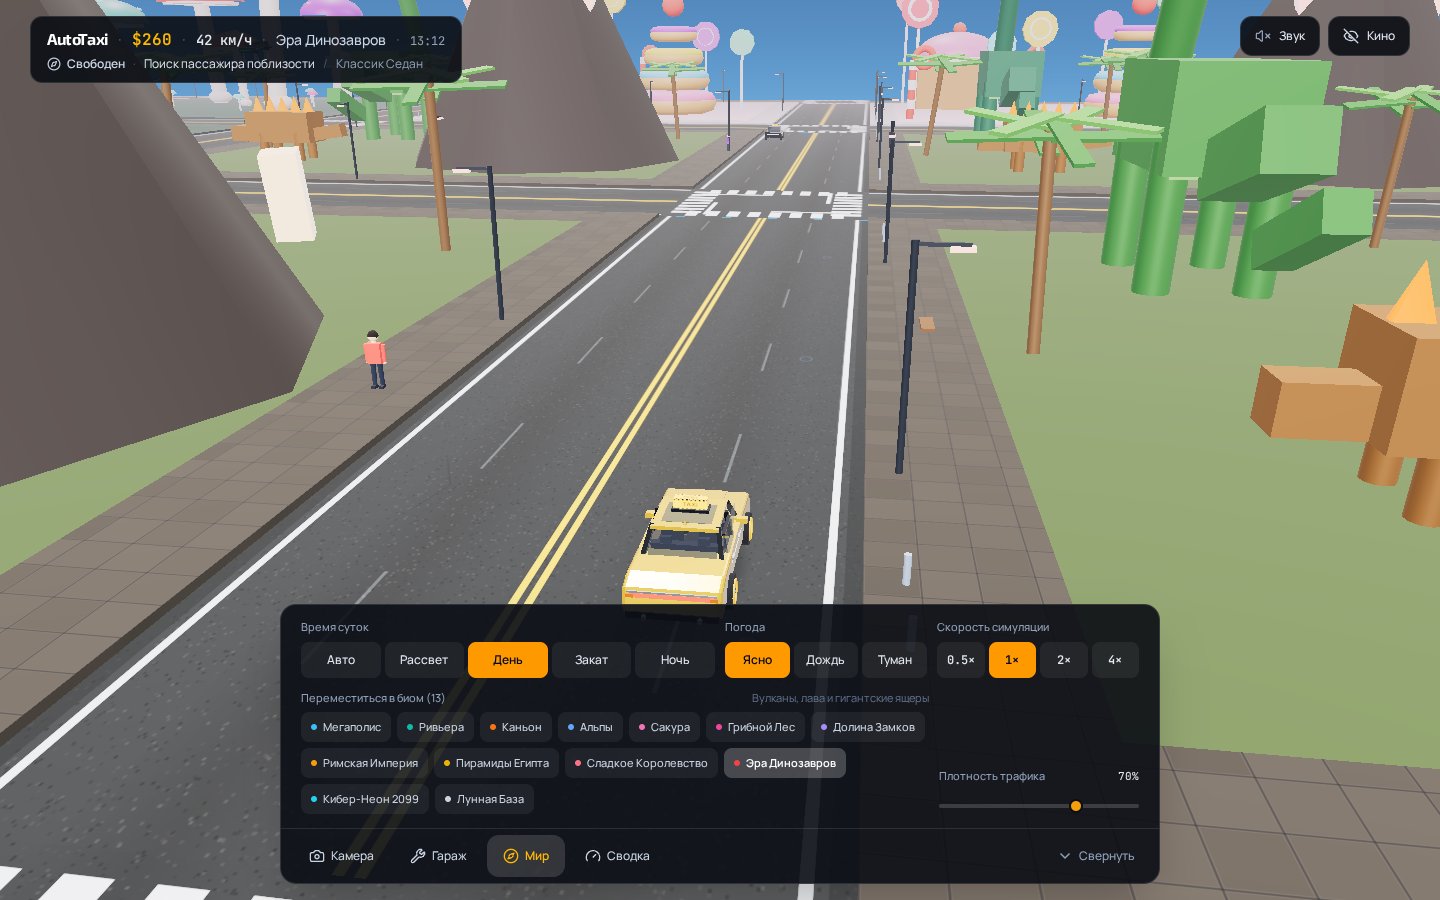 AutoTaxi · $260 · 42 км/ч · Эра Динозавров · 13:12
Свободен · Поиск пассажира поблизости / Классик Седан
Звук
Кино
Время суток
Авто Рассвет День Закат Ночь
Погода
Ясно Дождь Туман
Скорость симуляции
0.5× 1× 2× 4×
Переместиться в биом (13)
Вулканы, лава и гигантские ящеры
Мегаполис Ривьера Каньон Альпы Сакура Грибной Лес Долина Замков
Римская Империя Пирамиды Египта Сладкое Королевство Эра Динозавров
Кибер-Неон 2099 Лунная База
Плотность трафика 70%
Камера Гараж Мир Сводка Свернуть